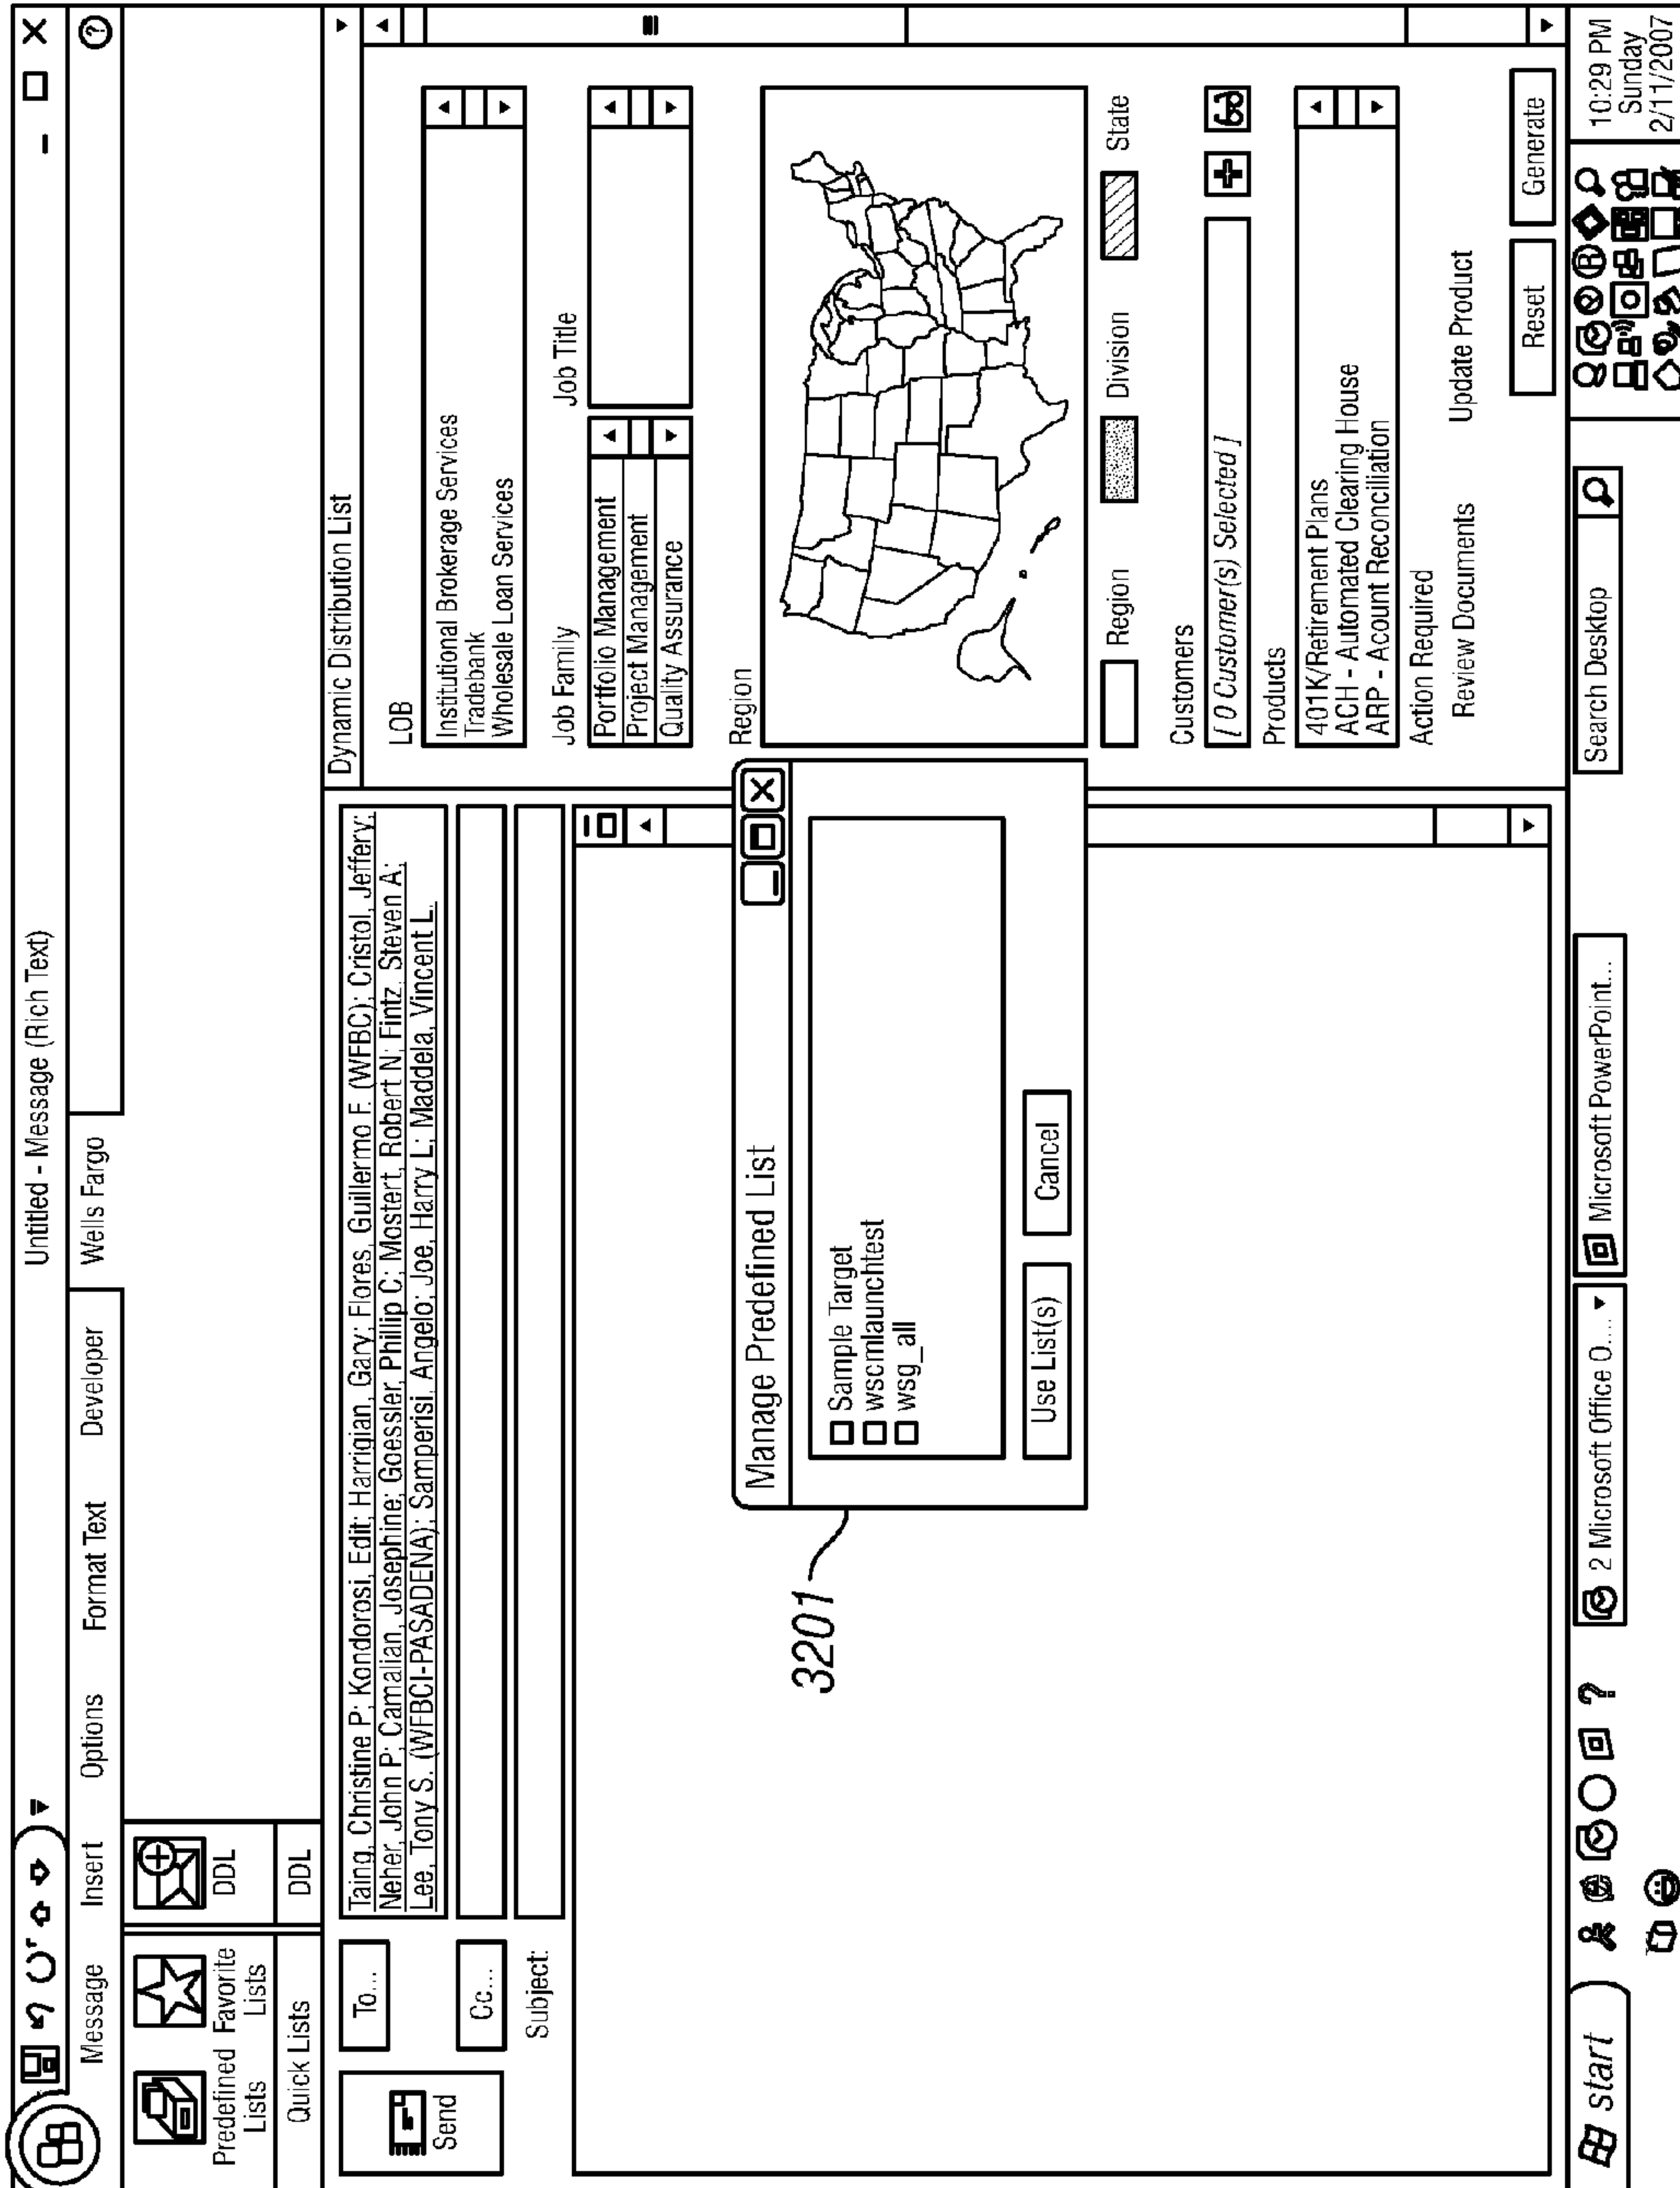 Untitled - Message (Rich Text)
Message Insert Options Format Text Developer Wells Fargo
Predefined Lists
Favorite Lists
DDL
Quick Lists
DDL
Send
To...
Taing, Christine P; Kondorosi, Edit; Harrigian, Gary; Flores, Guillermo F. (WFBC); Cristol, Jeffery;
Neher, John P; Camalian, Josephine; Goessler, Phillip C; Mostert, Robert N; Fintz, Steven A;
Lee, Tony S. (WFBCI-PASADENA); Samperisi, Angelo; Joe, Harry L; Maddela, Vincent L.
Cc...
Subject:
3201
Manage Predefined List
Sample Target
wscmlaunchtest
wsg_all
Use List(s) Cancel
Dynamic Distribution List
LOB
Institutional Brokerage Services
Tradebank
Wholesale Loan Services
Job Family Job Title
Portfolio Management
Project Management
Quality Assurance
Region
Region Division State
Customers
[ 0 Customer(s) Selected ]
Products
401K/Retirement Plans
ACH - Automated Clearing House
ARP - Acount Reconciliation
Action Required
Review Documents Update Product
Reset Generate
start
2 Microsoft Office O....
Microsoft PowerPoint...
Search Desktop
10:29 PM
Sunday
2/11/2007